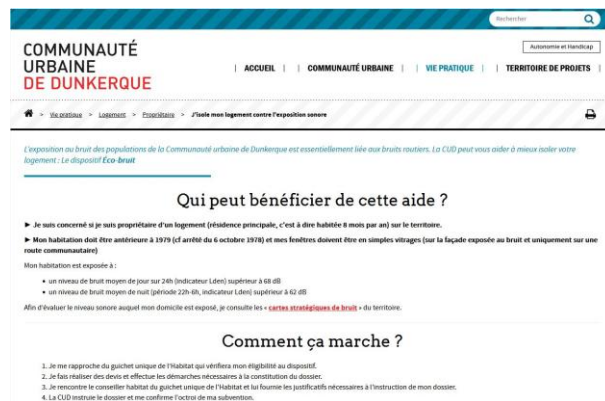 Rechercher
Autonomie et Handicap
COMMUNAUTÉ
URBAINE
DE DUNKERQUE
| ACCUEIL | | COMMUNAUTÉ URBAINE | | VIE PRATIQUE | | TERRITOIRE DE PROJETS |
> Vie pratique > Logement > Propriétaire > J'isole mon logement contre l'exposition sonore
L'exposition au bruit des populations de la Communauté urbaine de Dunkerque est essentiellement liée aux bruits routiers. La CUD peut vous aider à mieux isoler votre
logement : Le dispositif Éco-bruit
Qui peut bénéficier de cette aide ?
► Je suis concerné si je suis propriétaire d'un logement (résidence principale, c'est à dire habitée 8 mois par an) sur le territoire.
► Mon habitation doit être antérieure à 1979 (cf arrêté du 6 octobre 1978) et mes fenêtres doivent être en simples vitrages (sur la façade exposée au bruit et uniquement sur une
route communautaire)
Mon habitation est exposée à :
• un niveau de bruit moyen de jour sur 24h (indicateur Lden) supérieur à 68 dB
• un niveau de bruit moyen de nuit (période 22h-6h, indicateur Lden) supérieur à 62 dB
Afin d'évaluer le niveau sonore auquel mon domicile est exposé, je consulte les « cartes stratégiques de bruit » du territoire.
Comment ça marche ?
1. Je me rapproche du guichet unique de l'Habitat qui vérifiera mon éligibilité au dispositif.
2. Je fais réaliser des devis et effectue les démarches nécessaires à la constitution du dossier.
3. Je rencontre le conseiller habitat du guichet unique de l'Habitat et lui fournie les justificatifs nécessaires à l'instruction de mon dossier.
4. La CUD instruie le dossier et me confirme l'octroi de ma subvention.